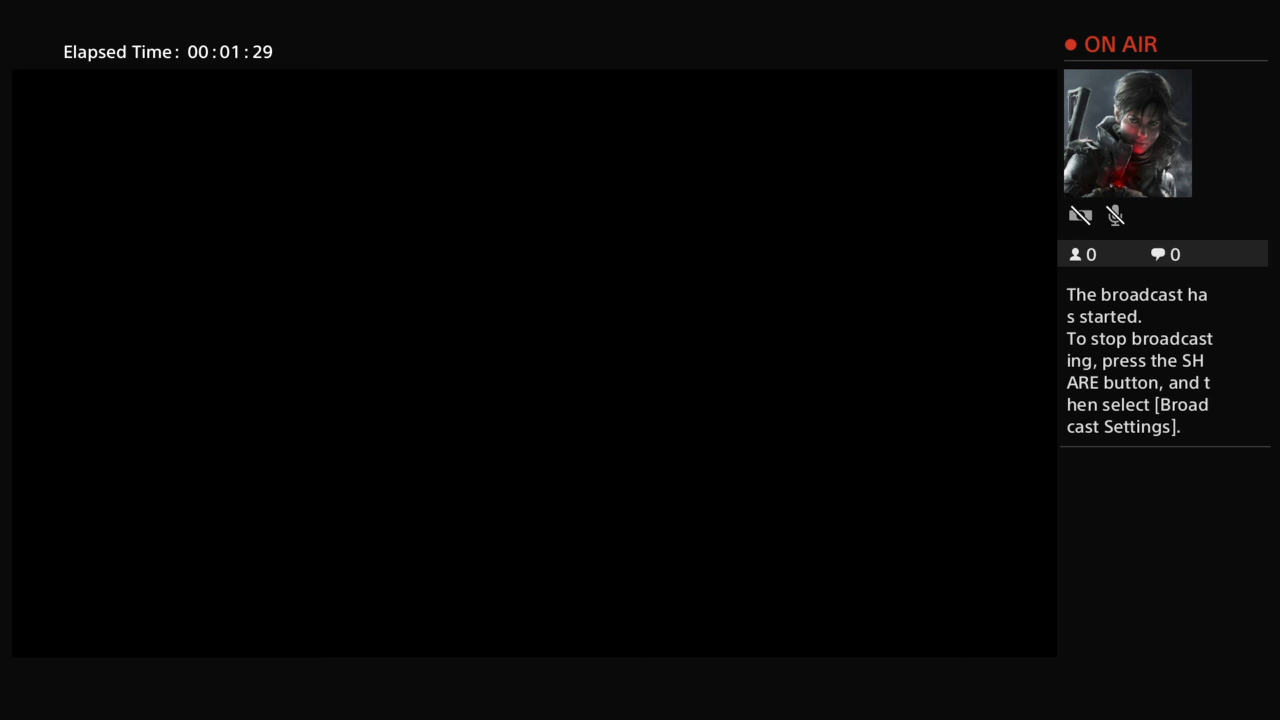 Elapsed Time: 00:01:29
ON AIR
0 0
The broadcast ha
s started.
To stop broadcast
ing, press the SH
ARE button, and t
hen select [Broad
cast Settings].